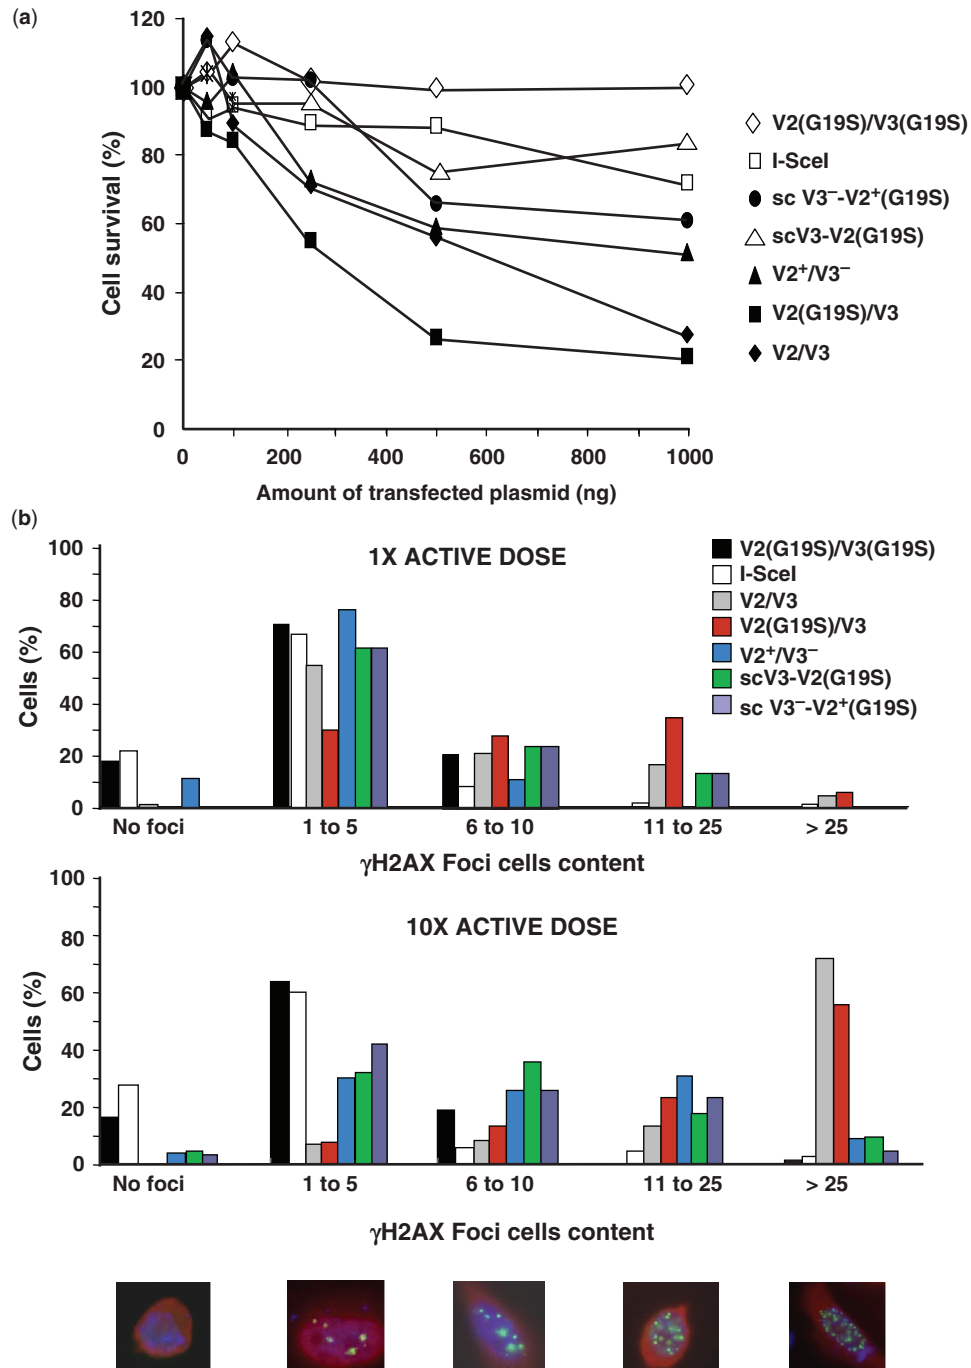 (a)
120
100
80
60
40
20
0
Cell survival (%)
0 200 400 600 800 1000
Amount of transfected plasmid (ng)
V2(G19S)/V3(G19S)
I-SceI
sc V3⁻-V2⁺(G19S)
scV3-V2(G19S)
V2⁺/V3⁻
V2(G19S)/V3
V2/V3
(b)
1X ACTIVE DOSE
100
80
60
40
20
0
Cells (%)
V2(G19S)/V3(G19S)
I-SceI
V2/V3
V2(G19S)/V3
V2⁺/V3⁻
scV3-V2(G19S)
sc V3⁻-V2⁺(G19S)
No foci 1 to 5 6 to 10 11 to 25 > 25
γH2AX Foci cells content
10X ACTIVE DOSE
100
80
60
40
20
0
Cells (%)
No foci 1 to 5 6 to 10 11 to 25 > 25
γH2AX Foci cells content